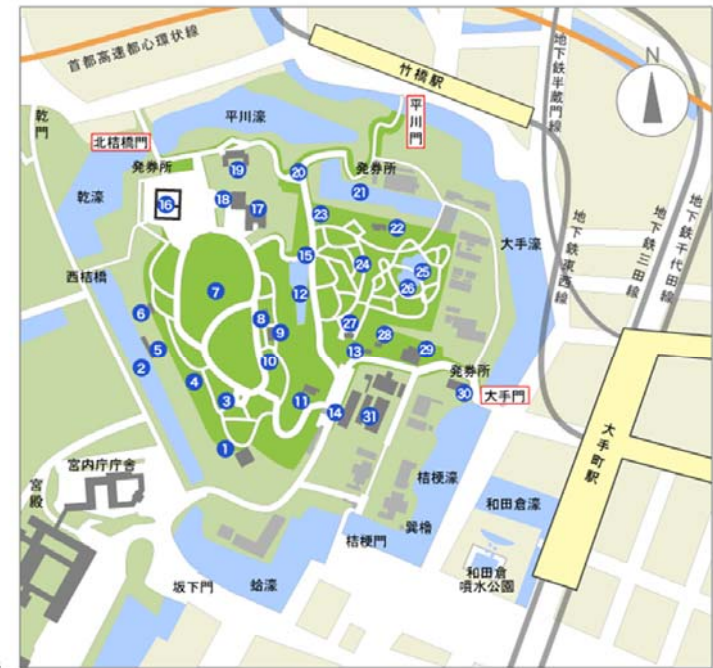 首都高速都心環状線
竹橋駅
地下鉄半蔵門線
N
乾門
平川濠
平川門
北桔橋門
発券所
発券所
乾濠
19
20
21
16
18
17
23
22
大手濠
地下鉄東西線
地下鉄三田線
地下鉄千代田線
西桔橋
15
24
25
7
12
26
6
8
9
27
5
28
2
10
13
29
4
発券所
3
11
30
大手門
14
31
大手町駅
1
宮内庁庁舎
桔梗濠
宮殿
和田倉濠
巽櫓
桔梗門
和田倉
噴水公園
坂下門
蛤濠